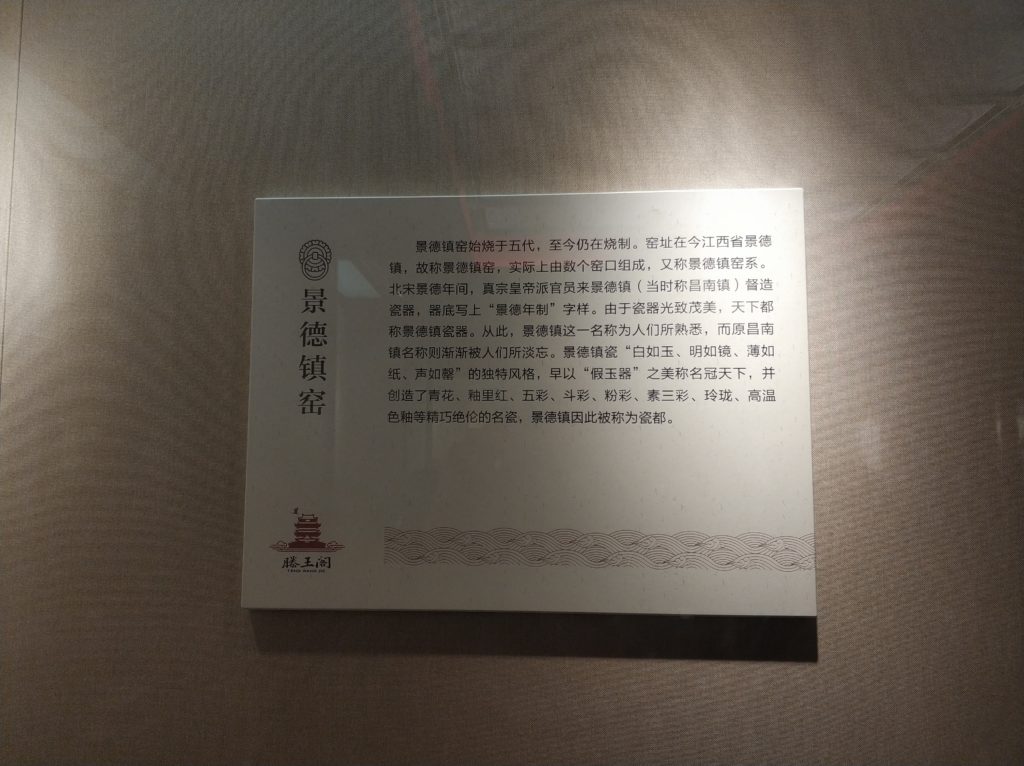 景德镇窑
景德镇窑始烧于五代，至今仍在烧制。窑址在今江西省景德
镇，故称景德镇窑，实际上由数个窑口组成，又称景德镇窑系。
北宋景德年间，真宗皇帝派官员来景德镇（当时称昌南镇）督造
瓷器，器底写上“景德年制”字样。由于瓷器光致茂美，天下都
称景德镇瓷器。从此，景德镇这一名称为人们所熟悉，而原昌南
镇名称则渐渐被人们所淡忘。景德镇瓷“白如玉、明如镜、薄如
纸、声如罄”的独特风格，早以“假玉器”之美称名冠天下，并
创造了青花、釉里红、五彩、斗彩、粉彩、素三彩、玲珑、高温
色釉等精巧绝伦的名瓷，景德镇因此被称为瓷都。
滕王阁
TENG WANG GE